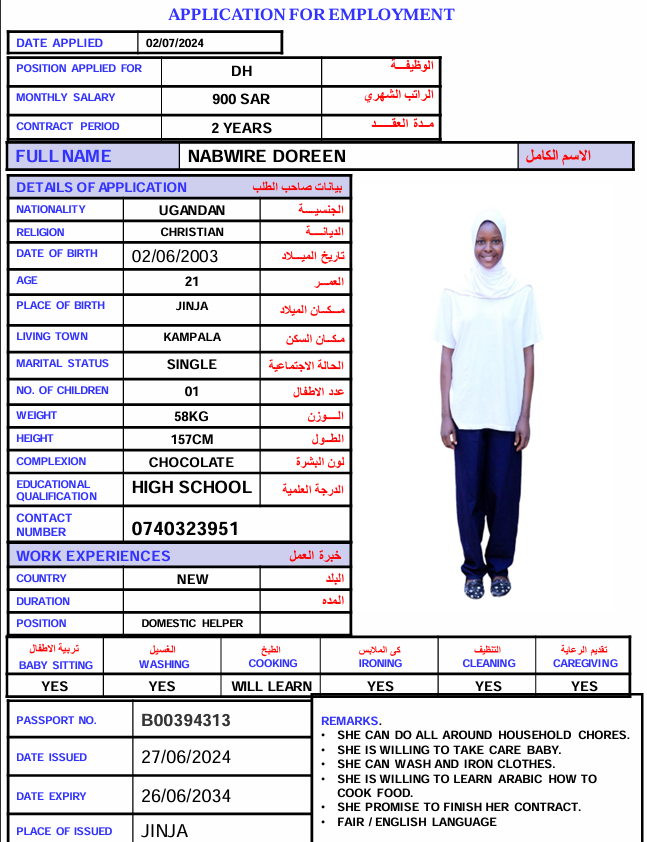 APPLICATION FOR EMPLOYMENT
DATE APPLIED 02/07/2024
POSITION APPLIED FOR DH الوظيفـــة
MONTHLY SALARY 900 SAR الراتب الشهري
CONTRACT PERIOD 2 YEARS مـدة العقـــد
FULL NAME NABWIRE DOREEN الاسم الكامل
DETAILS OF APPLICATION بيانات صاحب الطلب
NATIONALITY UGANDAN الجنسيـــة
RELIGION CHRISTIAN الديانـــة
DATE OF BIRTH 02/06/2003 تاريخ الميـــلاد
AGE 21 العمـــر
PLACE OF BIRTH JINJA مـــكـــان الميلاد
LIVING TOWN KAMPALA مـكـان السكن
MARITAL STATUS SINGLE الحالة الاجتماعية
NO. OF CHILDREN 01 عدد الاطفال
WEIGHT 58KG الـــوزن
HEIGHT 157CM الطـول
COMPLEXION CHOCOLATE لون البشرة
EDUCATIONAL QUALIFICATION HIGH SCHOOL الدرجة العلمية
CONTACT NUMBER 0740323951
WORK EXPERIENCES خبرة العمل
COUNTRY NEW البلد
DURATION المده
POSITION DOMESTIC HELPER
تربية الاطفال الغسيل الطبخ كى الملابس التنظيف تقديم الرعاية
BABY SITTING WASHING COOKING IRONING CLEANING CAREGIVING
YES YES WILL LEARN YES YES YES
PASSPORT NO. B00394313
DATE ISSUED 27/06/2024
DATE EXPIRY 26/06/2034
PLACE OF ISSUED JINJA
REMARKS.
• SHE CAN DO ALL AROUND HOUSEHOLD CHORES.
• SHE IS WILLING TO TAKE CARE BABY.
• SHE CAN WASH AND IRON CLOTHES.
• SHE IS WILLING TO LEARN ARABIC HOW TO
COOK FOOD.
• SHE PROMISE TO FINISH HER CONTRACT.
• FAIR / ENGLISH LANGUAGE